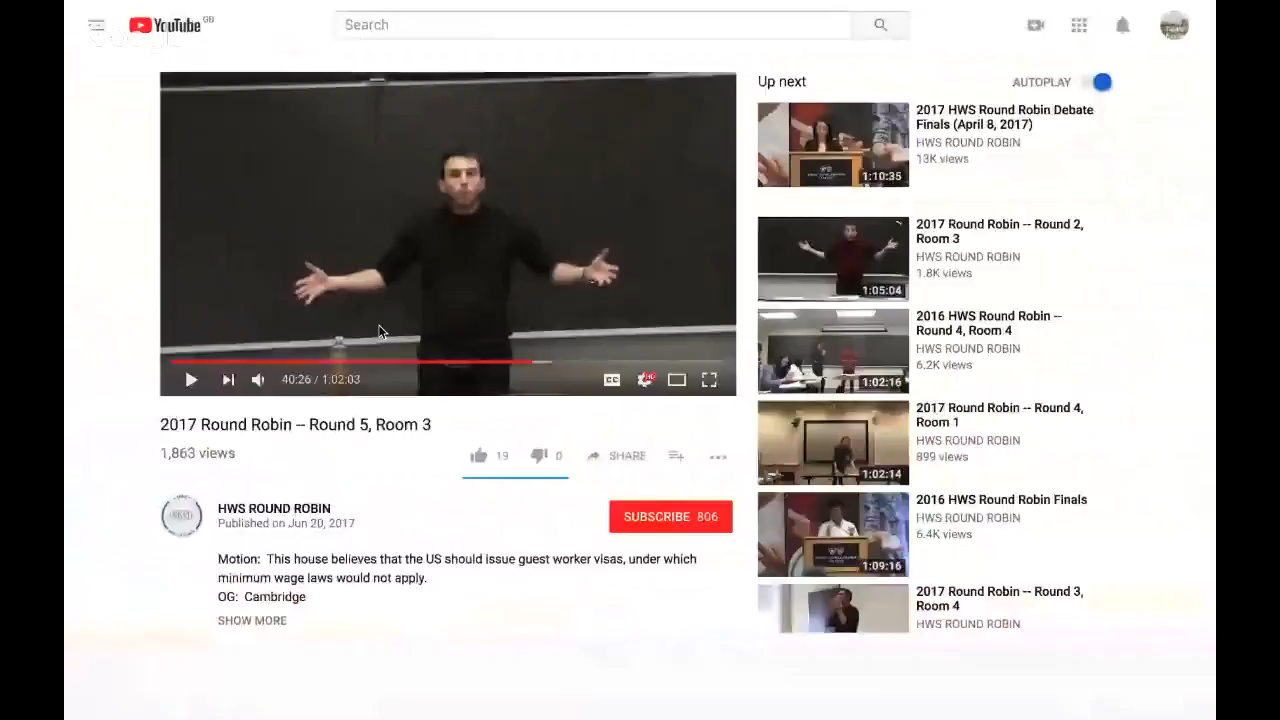 YouTube GB
Search
Up next
AUTOPLAY
2017 HWS Round Robin Debate
Finals (April 8, 2017)
HWS ROUND ROBIN
13K views
1:10:35
2017 Round Robin -- Round 2,
Room 3
HWS ROUND ROBIN
1.8K views
1:05:04
2016 HWS Round Robin --
Round 4, Room 4
HWS ROUND ROBIN
6.2K views
1:02:16
2017 Round Robin -- Round 4,
Room 1
HWS ROUND ROBIN
899 views
1:02:14
2016 HWS Round Robin Finals
HWS ROUND ROBIN
6.4K views
1:09:16
2017 Round Robin -- Round 3,
Room 4
HWS ROUND ROBIN
40:26 / 1:02:03
CC
HD
2017 Round Robin -- Round 5, Room 3
1,863 views
19
0
SHARE
HWS ROUND ROBIN
Published on Jun 20, 2017
SUBSCRIBE 806
Motion: This house believes that the US should issue guest worker visas, under which
minimum wage laws would not apply.
OG: Cambridge
SHOW MORE